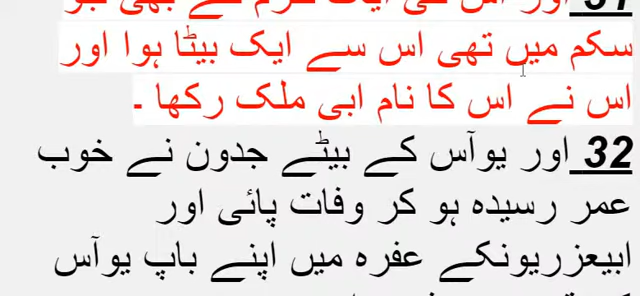 31 اور اس کی ایک حرم کے بھی جو
سکم میں تھی اس سے ایک بیٹا ہوا اور
اس نے اس کا نام ابی ملک رکھا ۔
32 اور یوآس کے بیٹے جدون نے خوب
عمر رسیدہ ہو کر وفات پائی اور
ابیعزریونکے عفرہ میں اپنے باپ یوآس